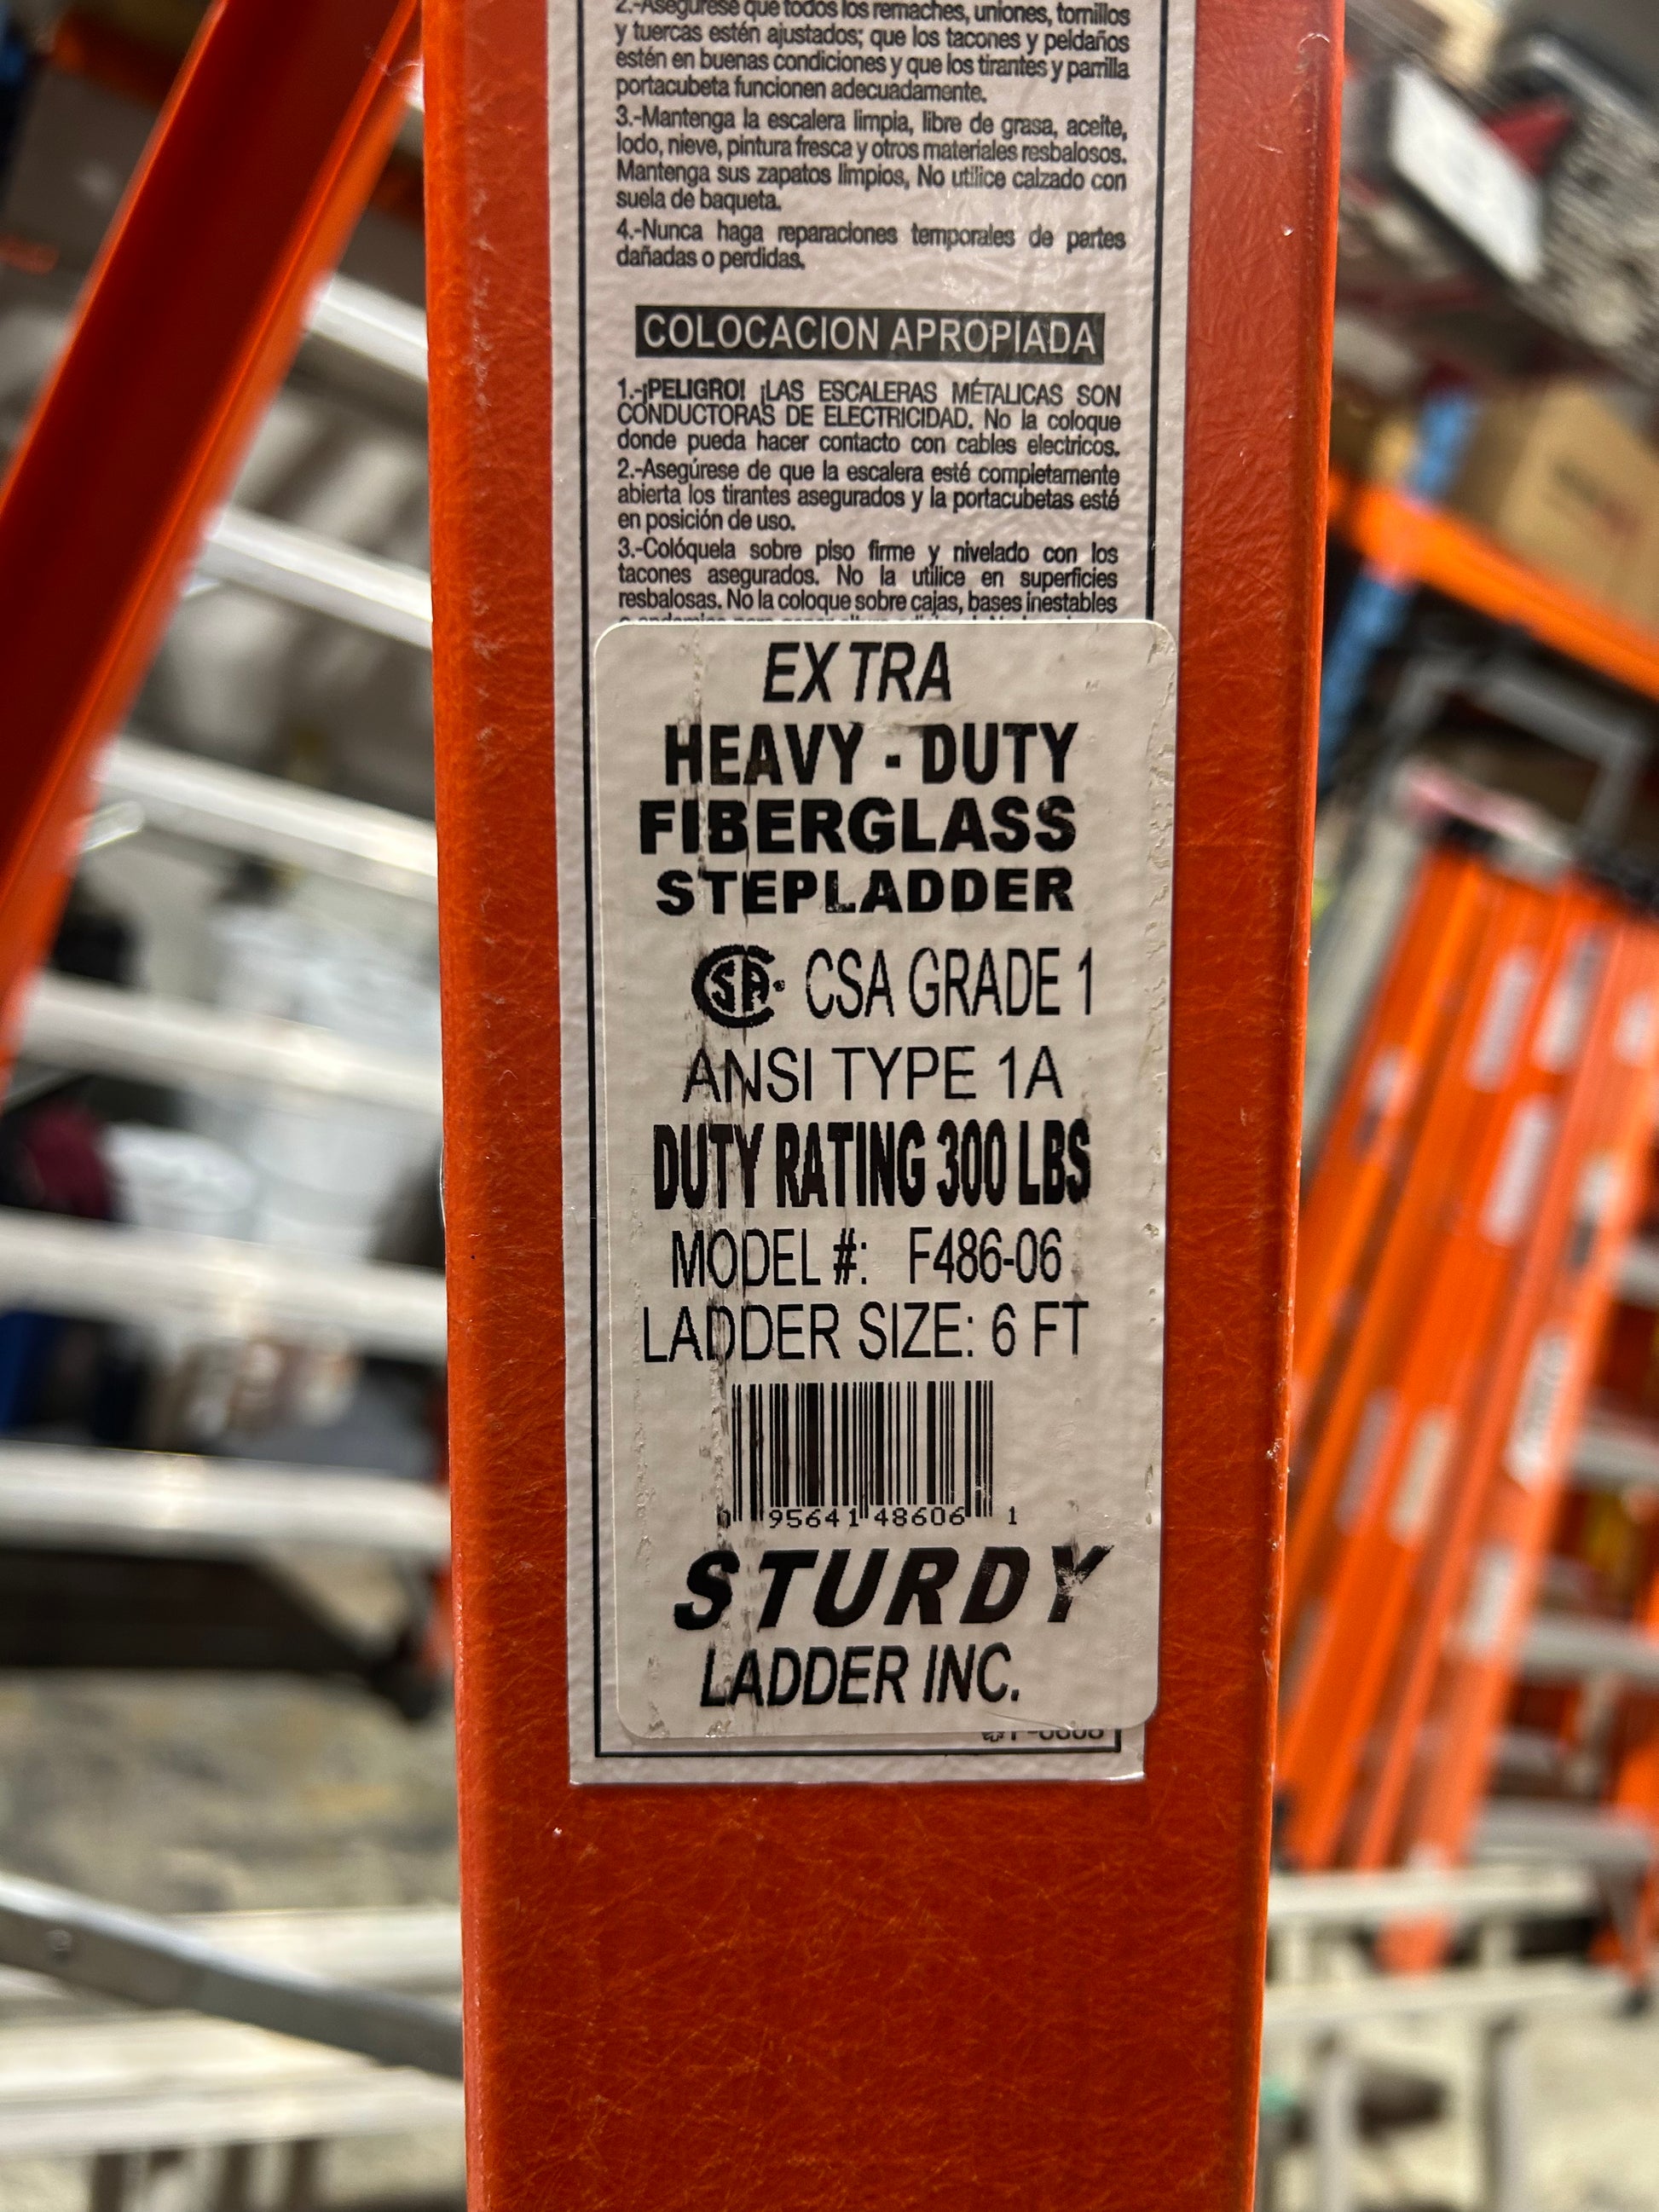 2.-Asegúrese que todos los remaches, uniones, tornillos
y tuercas estén ajustados; que los tacones y peldaños
estén en buenas condiciones y que los tirantes y parrilla
portacubeta funcionen adecuadamente.
3.-Mantenga la escalera limpia, libre de grasa, aceite,
lodo, nieve, pintura fresca y otros materiales resbalosos.
Mantenga sus zapatos limpios, No utilice calzado con
suela de baqueta.
4.-Nunca haga reparaciones temporales de partes
dañadas o perdidas.
COLOCACION APROPIADA
1.-¡PELIGRO! ¡LAS ESCALERAS MÉTALICAS SON
CONDUCTORAS DE ELECTRICIDAD. No la coloque
donde pueda hacer contacto con cables electricos.
2.-Asegúrese de que la escalera esté completamente
abierta los tirantes asegurados y la portacubetas esté
en posición de uso.
3.-Colóquela sobre piso firme y nivelado con los
tacones asegurados. No la utilice en superficies
resbalosas. No la coloque sobre cajas, bases inestables
EXTRA
HEAVY - DUTY
FIBERGLASS
STEPLADDER
CSA CSA GRADE 1
ANSI TYPE 1A
DUTY RATING 300 LBS
MODEL #: F486-06
LADDER SIZE: 6 FT
0 95641 48606 1
STURDY
LADDER INC.